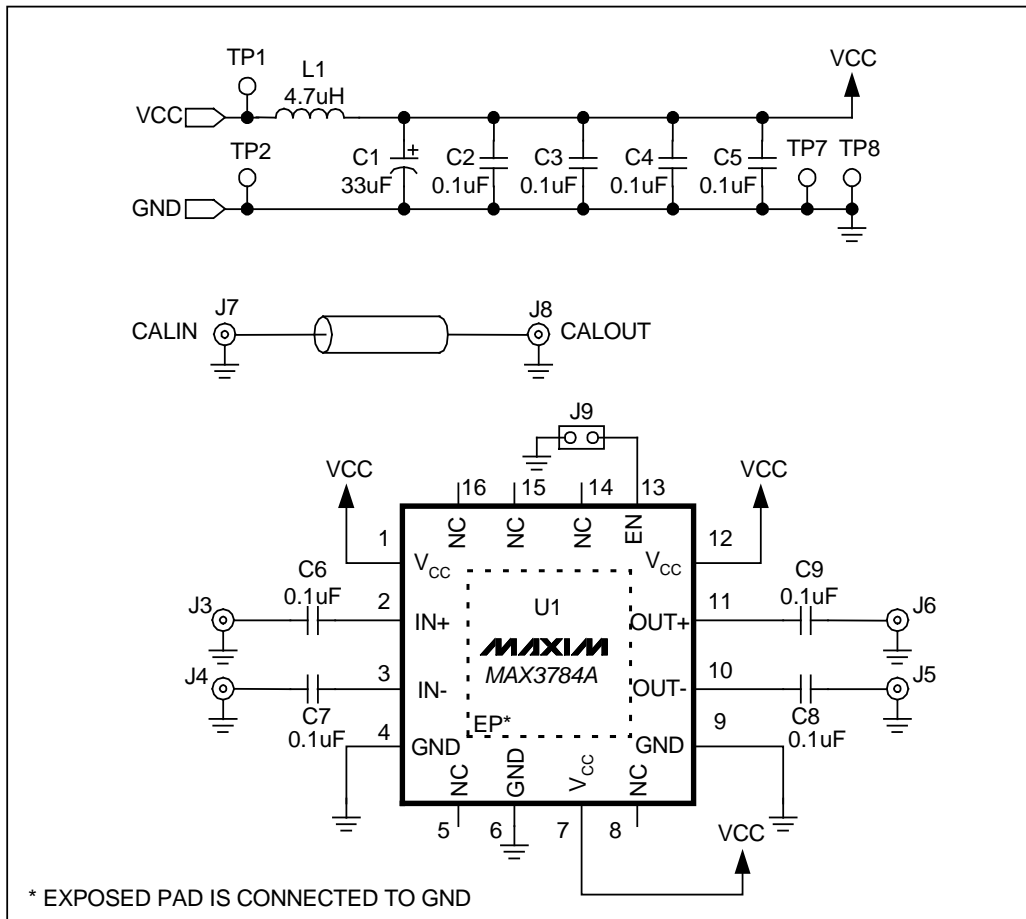 TP1
L1
4.7uH
VCC
VCC
TP2
C1
+
33uF
C2
0.1uF
C3
0.1uF
C4
0.1uF
C5
0.1uF
TP7
TP8
GND
CALIN
J7
J8
CALOUT
J9
VCC
16
15
14
13
VCC
NC
NC
NC
EN
1
VCC
12
VCC
C6
0.1uF
2
IN+
U1
OUT+
11
C9
0.1uF
J3
J6
MAXIM
MAX3784A
J4
3
IN-
OUT-
10
J5
C7
0.1uF
C8
0.1uF
EP*
4
GND
9
GND
NC
GND
VCC
NC
5
6
7
8
VCC
* EXPOSED PAD IS CONNECTED TO GND